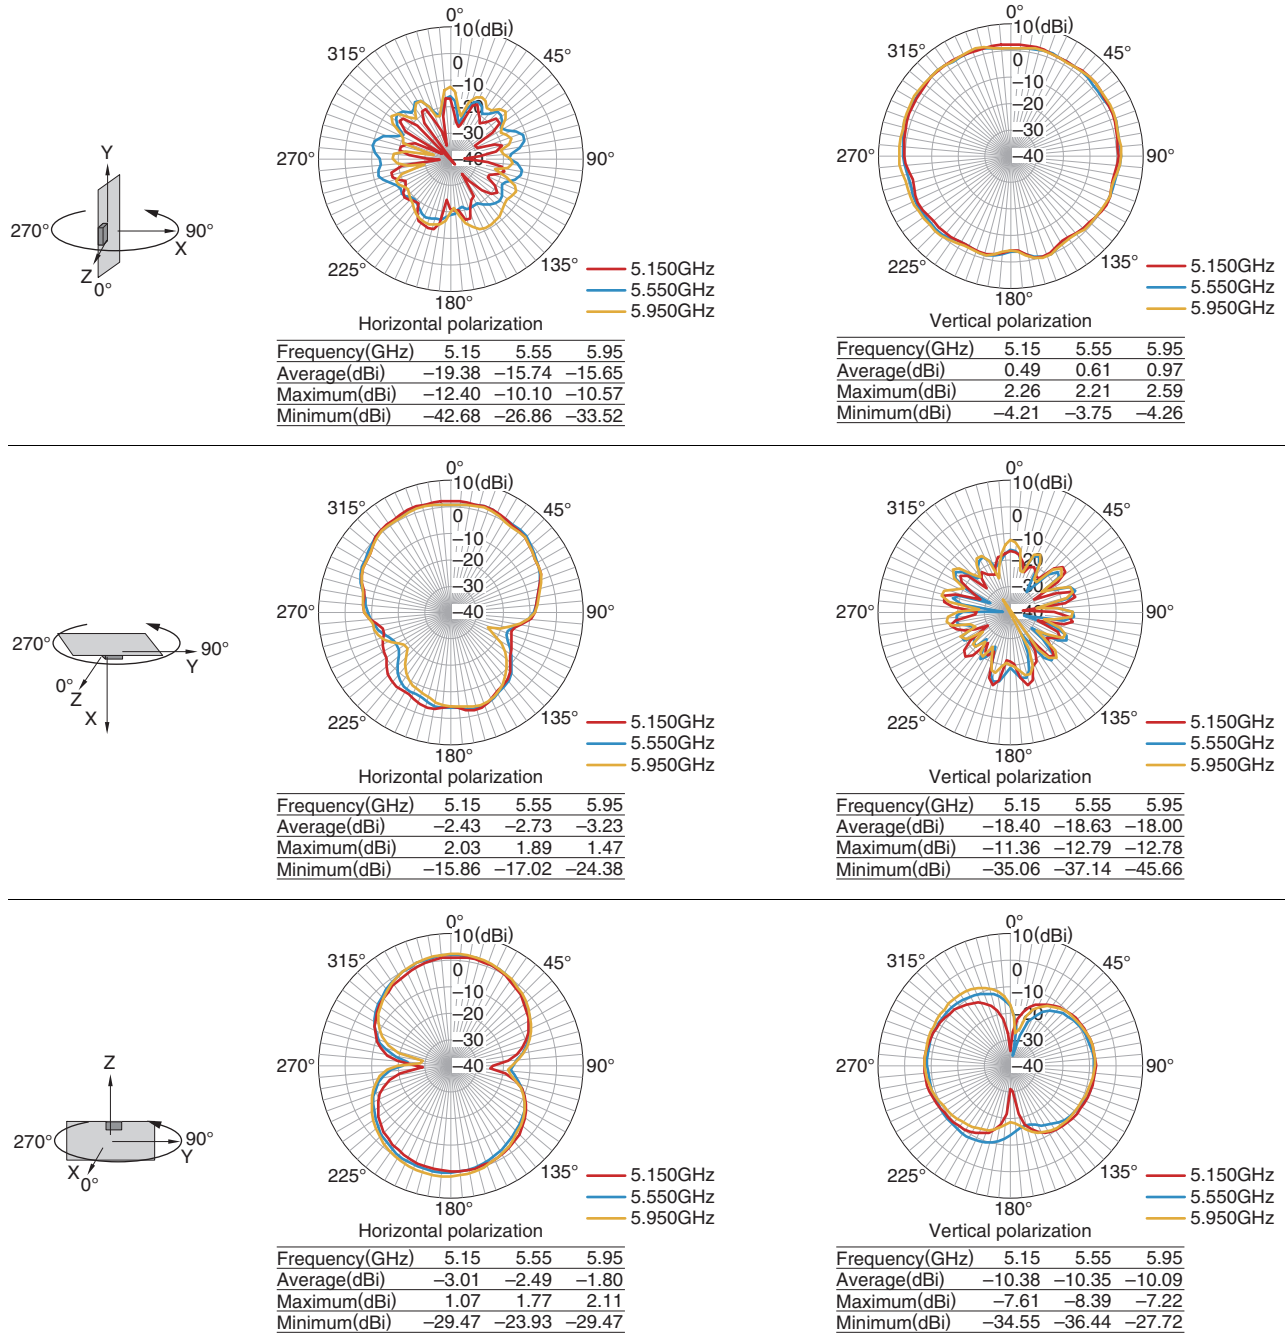 0°
10(dBi)
315°
45°
0
–10
–20
–30
–40
270°
90°
225°
135°
180°
Y
270°
90°
X
Z
0°
5.150GHz
5.550GHz
5.950GHz
Horizontal polarization
Frequency(GHz) 5.15 5.55 5.95
Average(dBi) –19.38 –15.74 –15.65
Maximum(dBi) –12.40 –10.10 –10.57
Minimum(dBi) –42.68 –26.86 –33.52
0°
10(dBi)
315°
45°
0
–10
–20
–30
–40
270°
90°
225°
135°
180°
5.150GHz
5.550GHz
5.950GHz
Vertical polarization
Frequency(GHz) 5.15 5.55 5.95
Average(dBi) 0.49 0.61 0.97
Maximum(dBi) 2.26 2.21 2.59
Minimum(dBi) –4.21 –3.75 –4.26
0°
10(dBi)
315°
45°
0
–10
–20
–30
–40
270°
90°
225°
135°
180°
270°
90°
Y
0°
Z
X
5.150GHz
5.550GHz
5.950GHz
Horizontal polarization
Frequency(GHz) 5.15 5.55 5.95
Average(dBi) –2.43 –2.73 –3.23
Maximum(dBi) 2.03 1.89 1.47
Minimum(dBi) –15.86 –17.02 –24.38
0°
10(dBi)
315°
45°
0
–10
–20
–30
–40
270°
90°
225°
135°
180°
5.150GHz
5.550GHz
5.950GHz
Vertical polarization
Frequency(GHz) 5.15 5.55 5.95
Average(dBi) –18.40 –18.63 –18.00
Maximum(dBi) –11.36 –12.79 –12.78
Minimum(dBi) –35.06 –37.14 –45.66
0°
10(dBi)
315°
45°
0
–10
–20
–30
–40
270°
90°
225°
135°
180°
Z
270°
90°
Y
X
0°
5.150GHz
5.550GHz
5.950GHz
Horizontal polarization
Frequency(GHz) 5.15 5.55 5.95
Average(dBi) –3.01 –2.49 –1.80
Maximum(dBi) 1.07 1.77 2.11
Minimum(dBi) –29.47 –23.93 –29.47
0°
10(dBi)
315°
45°
0
–10
–20
–30
–40
270°
90°
225°
135°
180°
5.150GHz
5.550GHz
5.950GHz
Vertical polarization
Frequency(GHz) 5.15 5.55 5.95
Average(dBi) –10.38 –10.35 –10.09
Maximum(dBi) –7.61 –8.39 –7.22
Minimum(dBi) –34.55 –36.44 –27.72